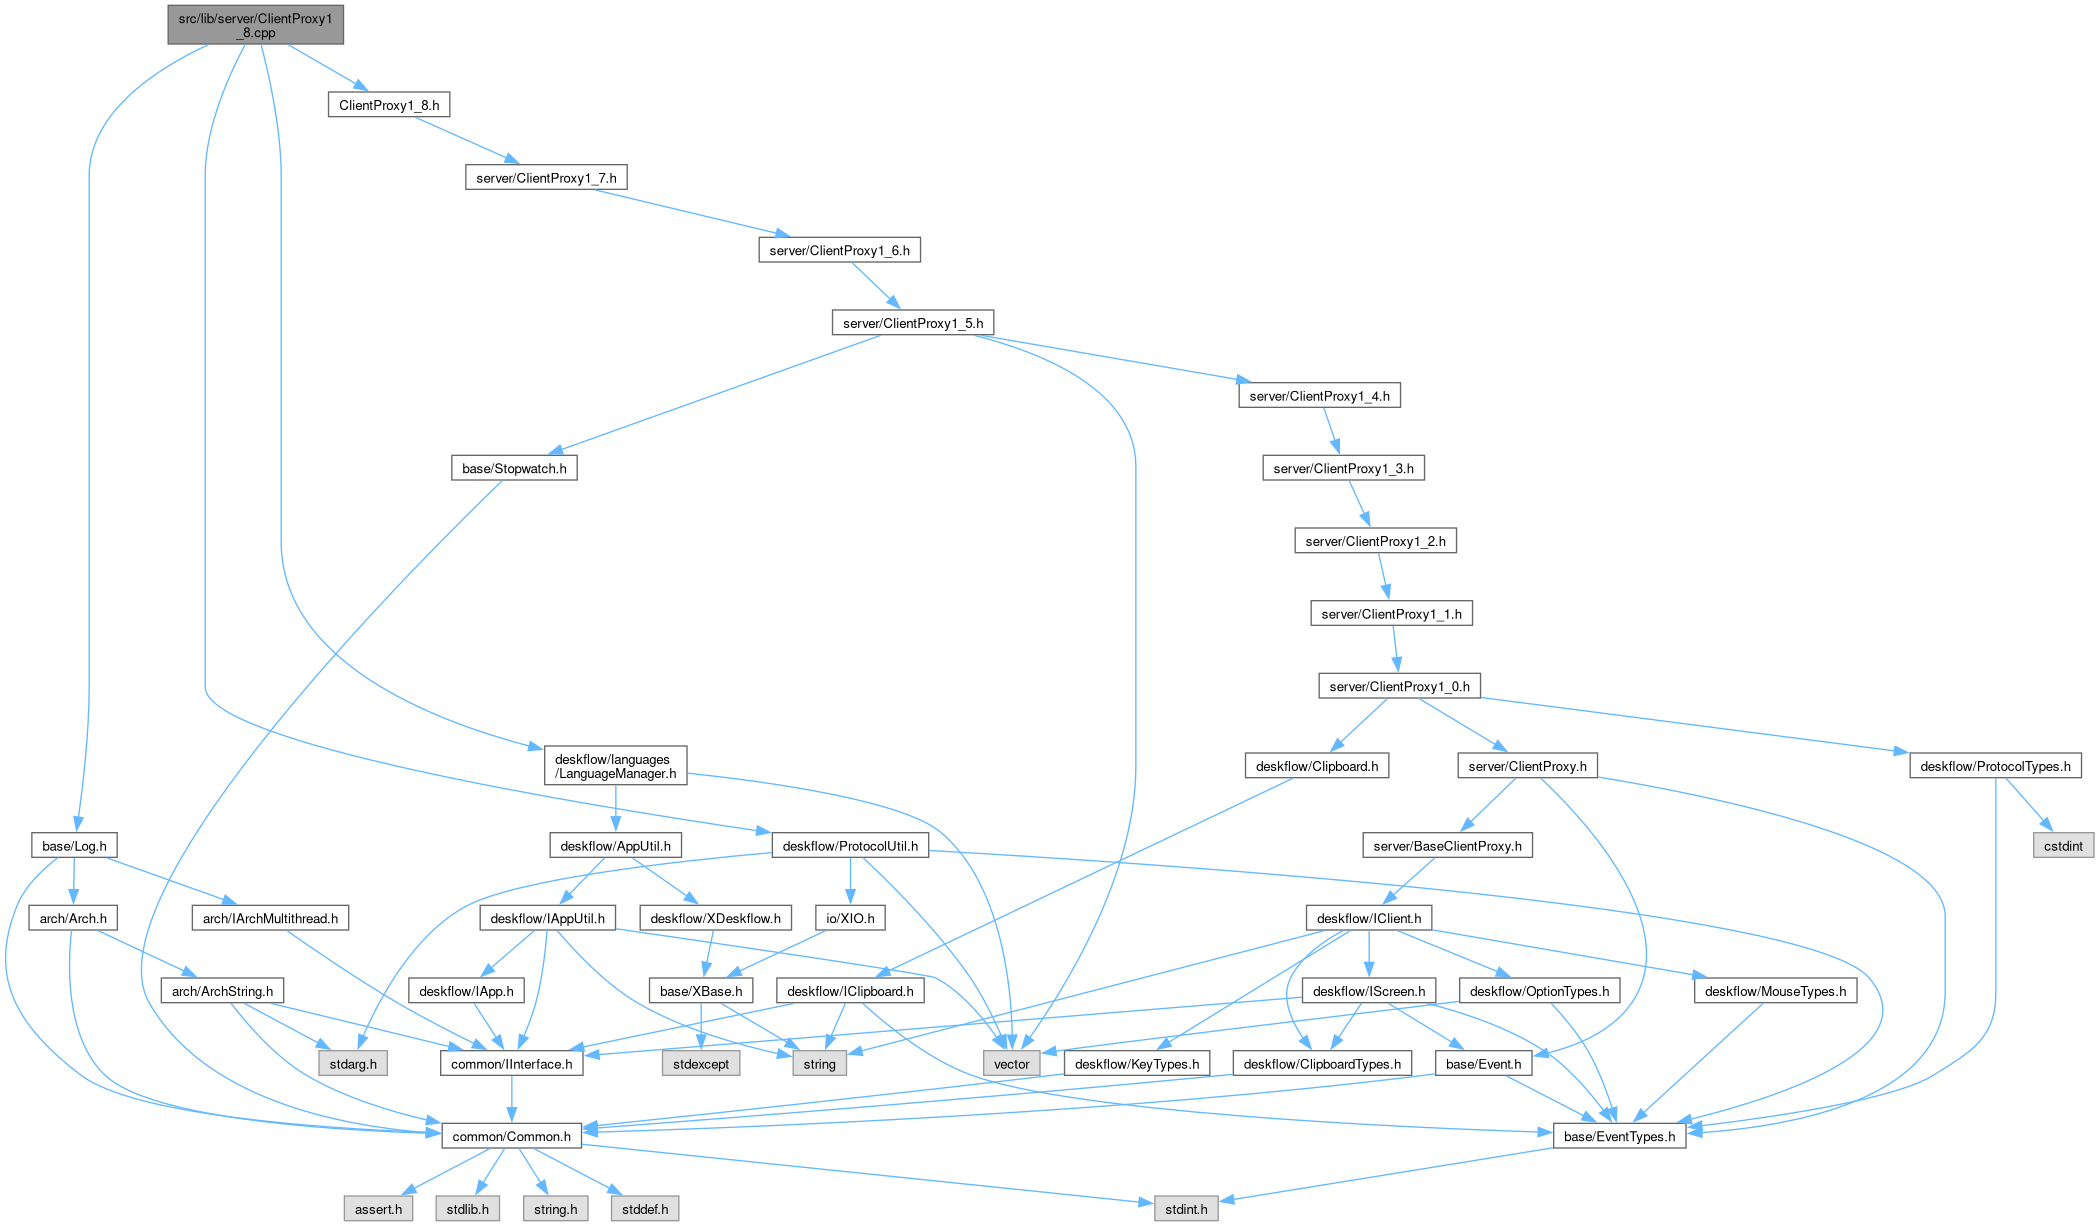 src/lib/server/ClientProxy1
_8.cpp
ClientProxy1_8.h
server/ClientProxy1_7.h
server/ClientProxy1_6.h
server/ClientProxy1_5.h
server/ClientProxy1_4.h
base/Stopwatch.h
server/ClientProxy1_3.h
server/ClientProxy1_2.h
server/ClientProxy1_1.h
server/ClientProxy1_0.h
deskflow/languages
/LanguageManager.h
deskflow/Clipboard.h
server/ClientProxy.h
deskflow/ProtocolTypes.h
base/Log.h
deskflow/AppUtil.h
deskflow/ProtocolUtil.h
server/BaseClientProxy.h
cstdint
arch/Arch.h
arch/IArchMultithread.h
deskflow/IAppUtil.h
deskflow/XDeskflow.h
io/XIO.h
deskflow/IClient.h
arch/ArchString.h
deskflow/IApp.h
base/XBase.h
deskflow/IClipboard.h
deskflow/IScreen.h
deskflow/OptionTypes.h
deskflow/MouseTypes.h
stdarg.h
common/IInterface.h
stdexcept
string
vector
deskflow/KeyTypes.h
deskflow/ClipboardTypes.h
base/Event.h
common/Common.h
base/EventTypes.h
assert.h
stdlib.h
string.h
stddef.h
stdint.h